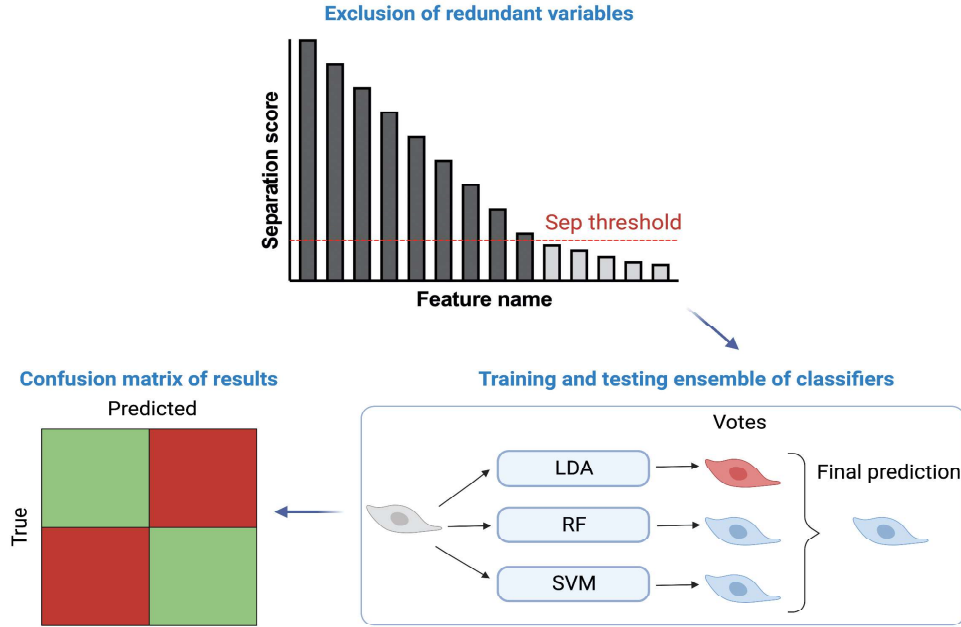 Exclusion of redundant variables
Separation score
Sep threshold
Feature name
Confusion matrix of results
Predicted
True
Training and testing ensemble of classifiers
Votes
LDA
RF
SVM
Final prediction